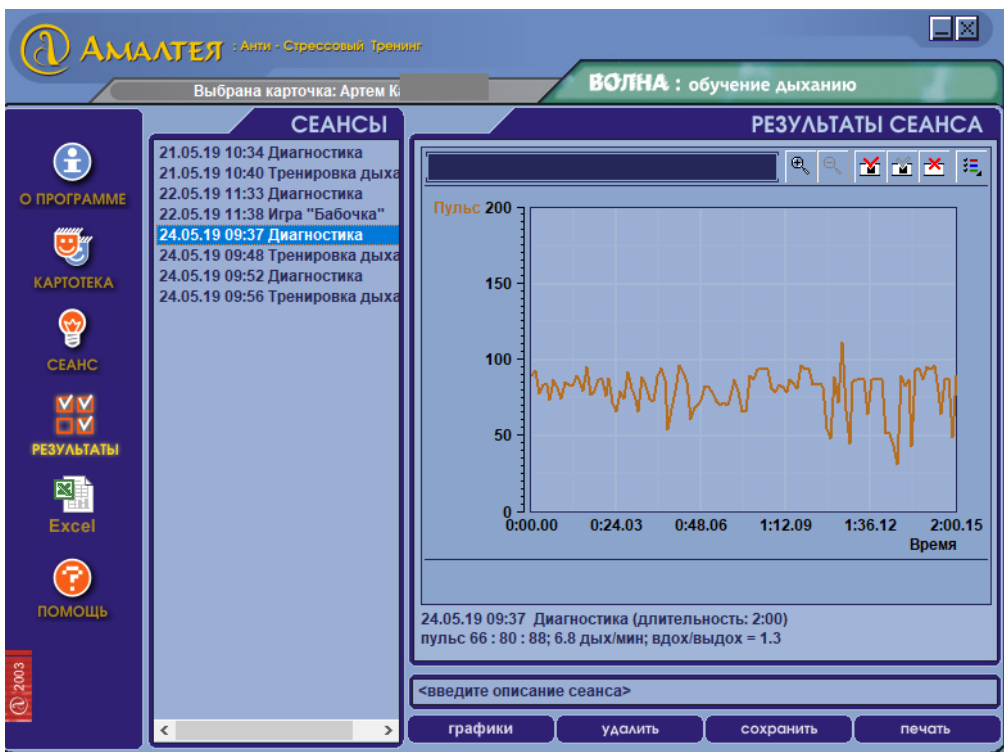 АМАЛТЕЯ : Анти - Стрессовый Тренинг
Выбрана карточка: Артем
ВОЛНА : обучение дыханию
О ПРОГРАММЕ
КАРТОТЕКА
СЕАНС
РЕЗУЛЬТАТЫ
Excel
ПОМОЩЬ
2003
СЕАНСЫ
21.05.19 10:34 Диагностика
21.05.19 10:40 Тренировка дыха
22.05.19 11:33 Диагностика
22.05.19 11:38 Игра "Бабочка"
24.05.19 09:37 Диагностика
24.05.19 09:48 Тренировка дыха
24.05.19 09:52 Диагностика
24.05.19 09:56 Тренировка дыха
РЕЗУЛЬТАТЫ СЕАНСА
Пульс 200
150
100
50
0
0:00.00 0:24.03 0:48.06 1:12.09 1:36.12 2:00.15
Время
24.05.19 09:37 Диагностика (длительность: 2:00)
пульс 66 : 80 : 88; 6.8 дых/мин; вдох/выдох = 1.3
<введите описание сеанса>
графики удалить сохранить печать